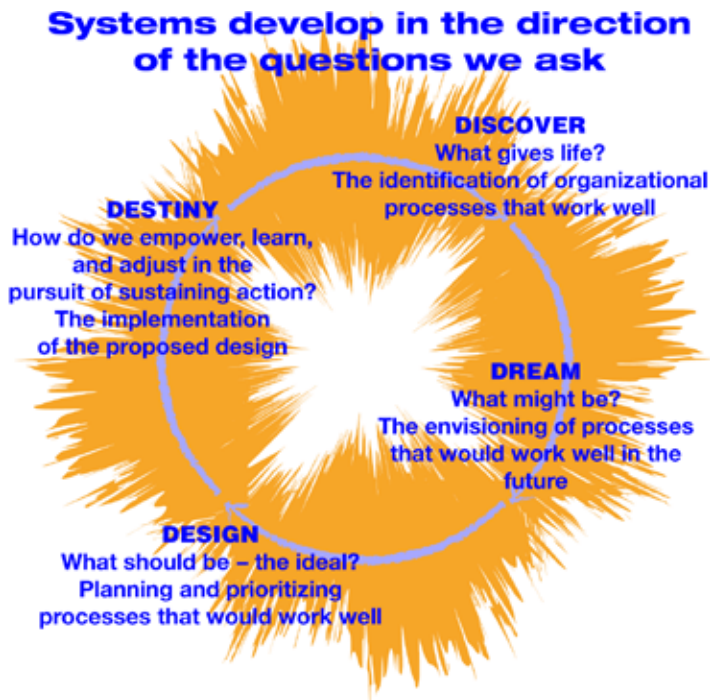 Systems develop in the direction
of the questions we ask
DISCOVER
What gives life?
The identification of organizational
processes that work well
DREAM
What might be?
The envisioning of processes
that would work well in the
future
DESIGN
What should be – the ideal?
Planning and prioritizing
processes that would work well
DESTINY
How do we empower, learn,
and adjust in the
pursuit of sustaining action?
The implementation
of the proposed design